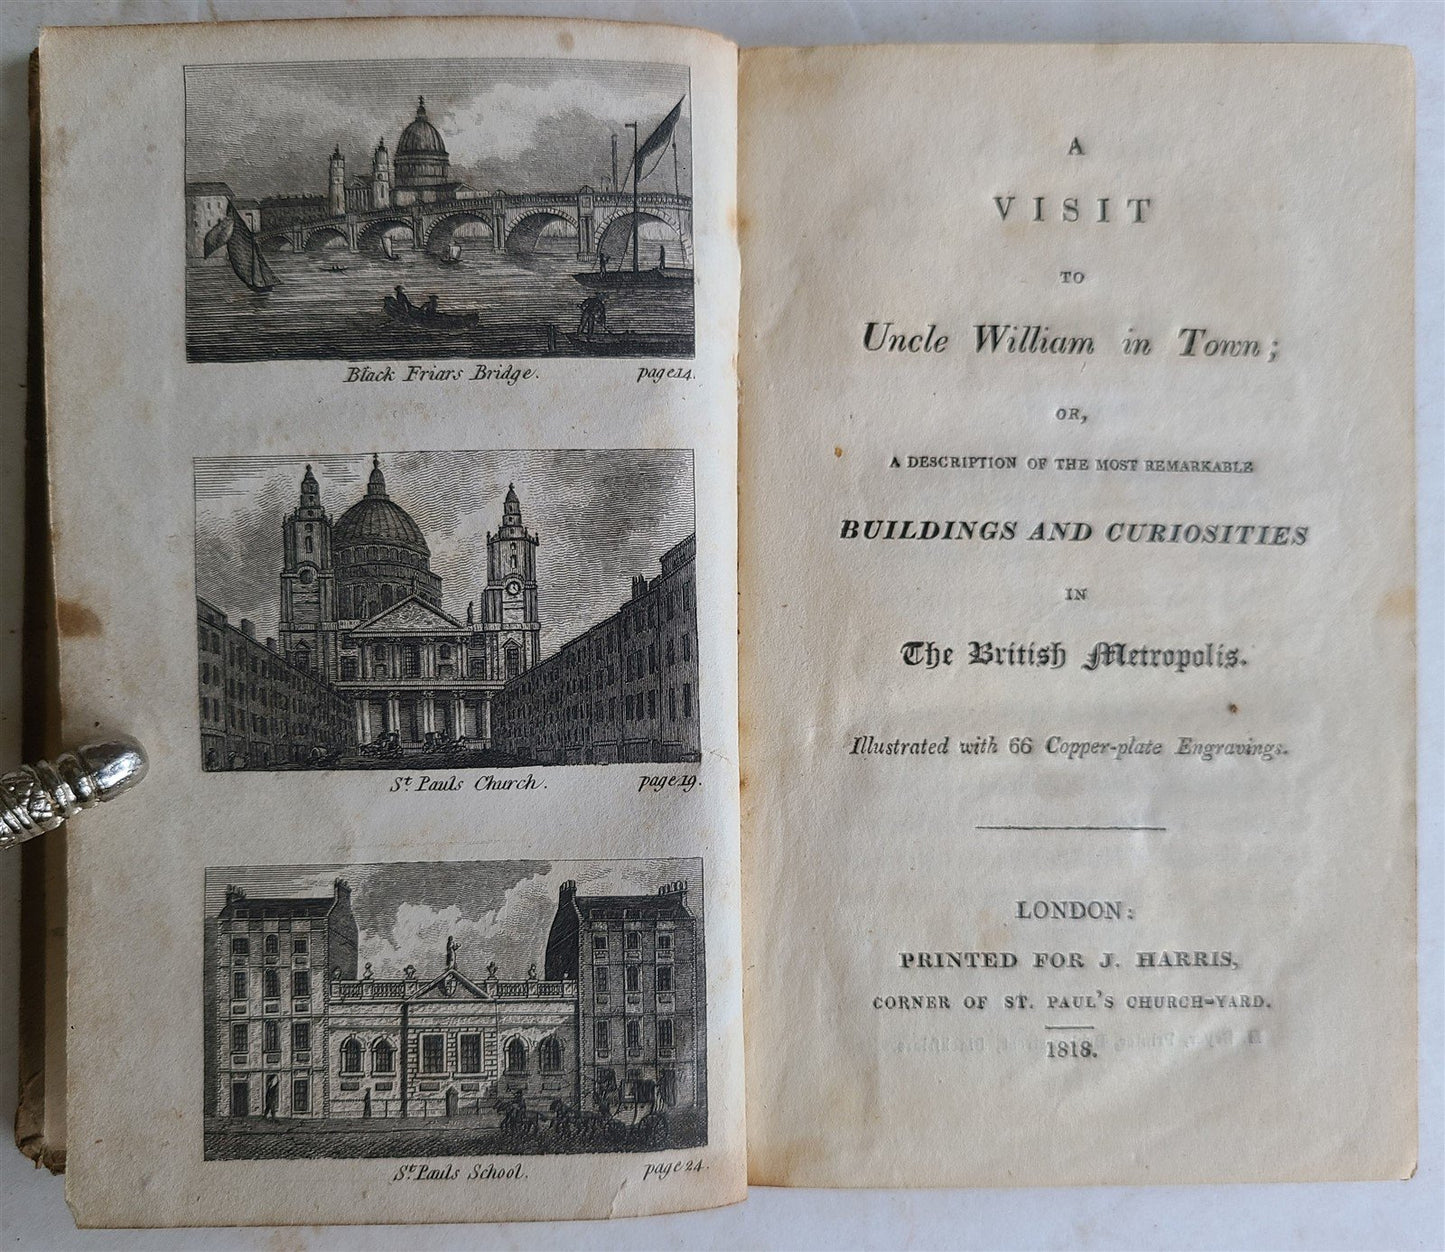 Black Friars Bridge. page 14.
St. Pauls Church. page 19.
St. Pauls School. page 24.
A
VISIT
TO
Uncle William in Town;
OR,
A DESCRIPTION OF THE MOST REMARKABLE
BUILDINGS AND CURIOSITIES
IN
The British Metropolis.
Illustrated with 66 Copper-plate Engravings.
LONDON:
PRINTED FOR J. HARRIS,
CORNER OF ST. PAUL'S CHURCH-YARD.
1818.